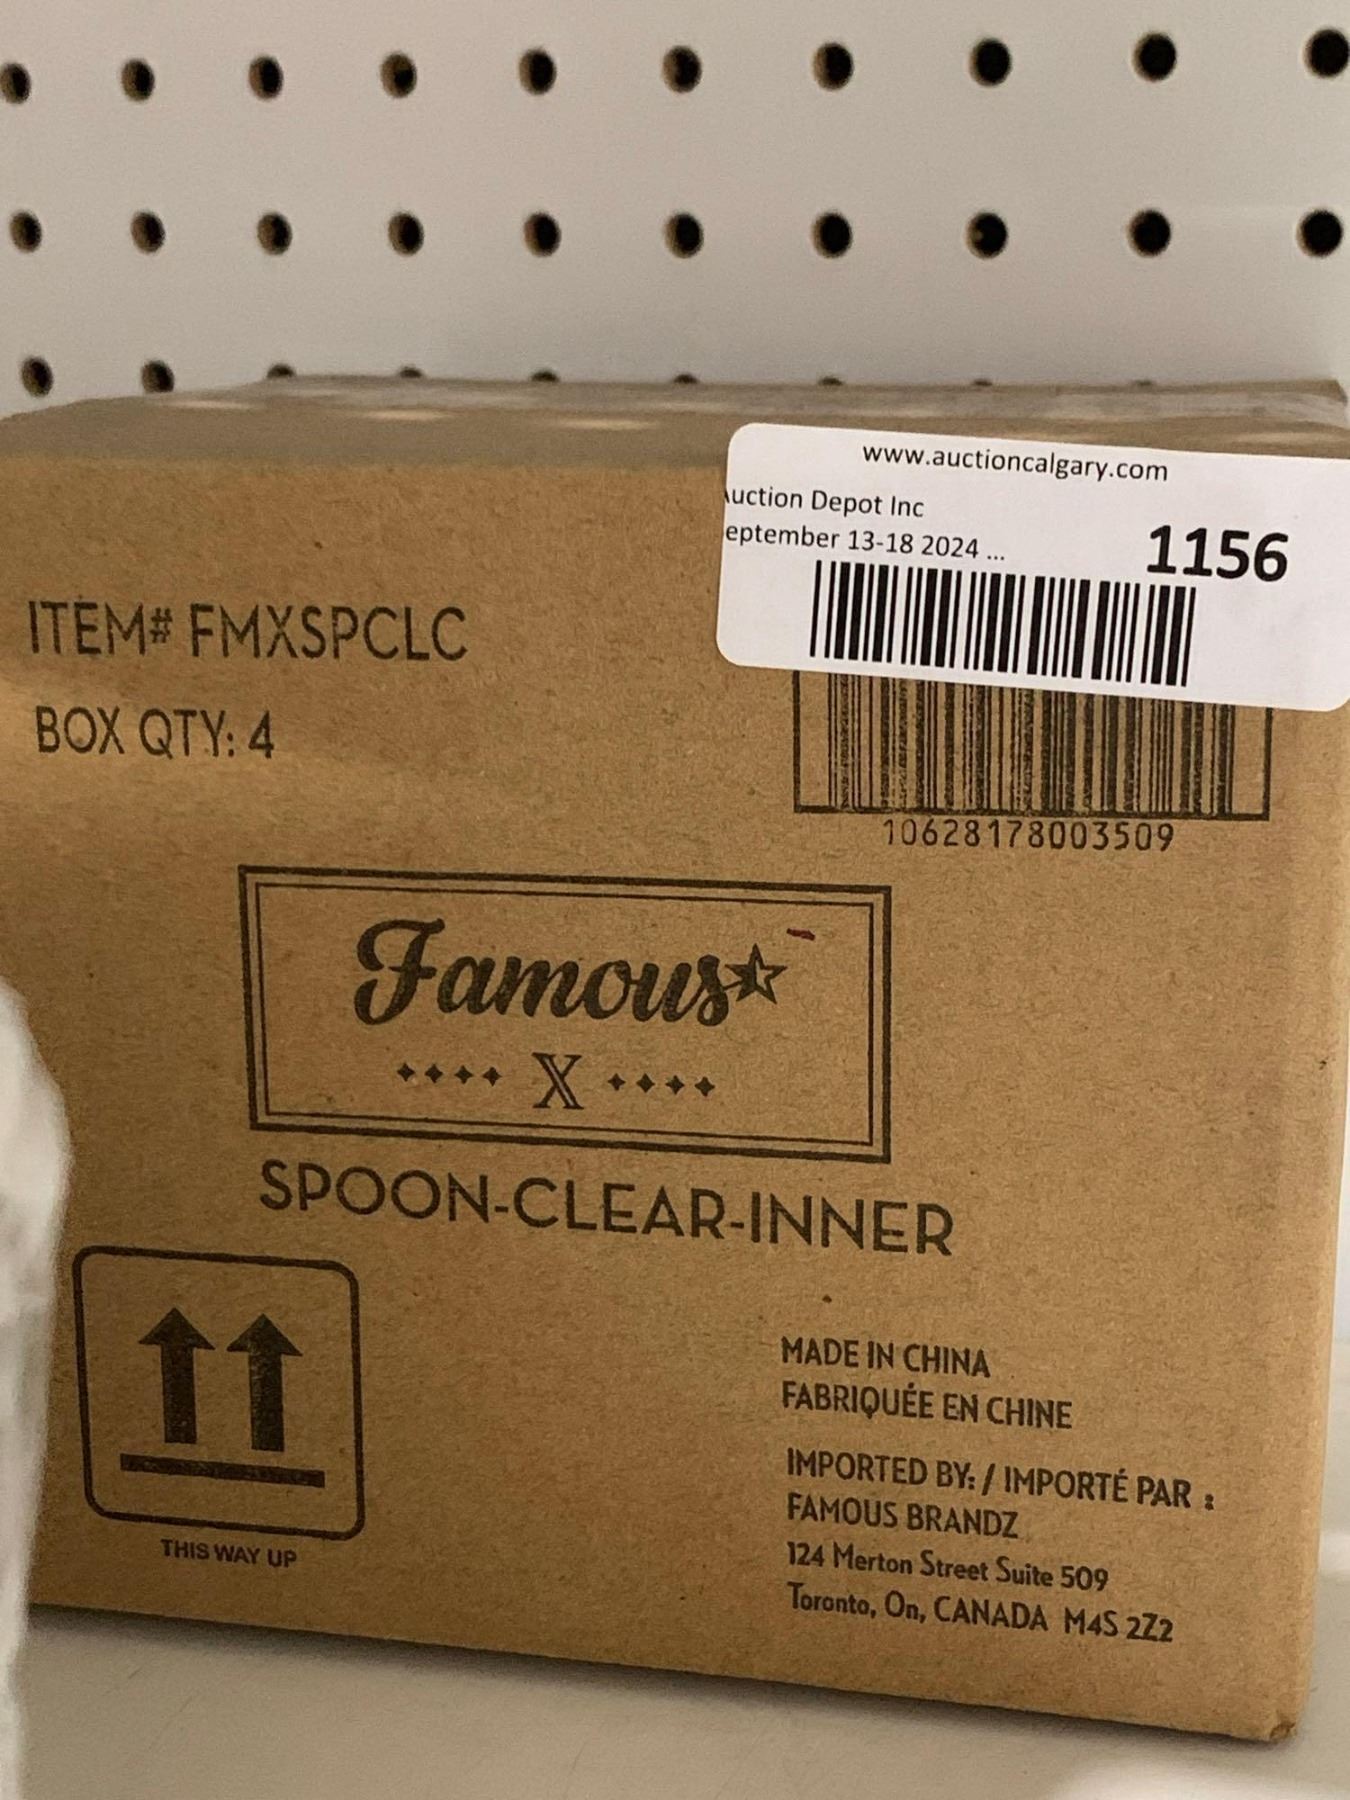 www.auctioncalgary.com
uction Depot Inc
eptember 13-18 2024 ...
1156
ITEM# FMXSPCLC
BOX QTY: 4
10628178003509
Famous
X
SPOON-CLEAR-INNER
THIS WAY UP
MADE IN CHINA
FABRIQUÉE EN CHINE
IMPORTED BY: / IMPORTÉ PAR :
FAMOUS BRANDZ
124 Merton Street Suite 509
Toronto, On, CANADA M4S 2Z2